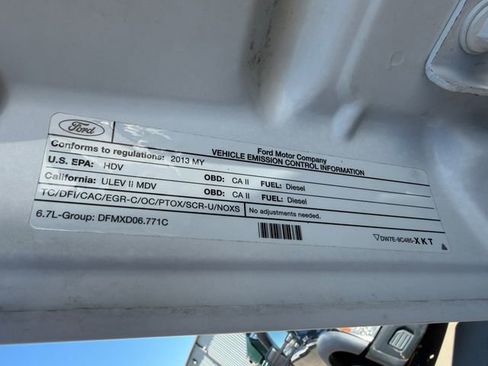 Ford
Ford Motor Company
VEHICLE EMISSION CONTROL INFORMATION
Conforms to regulations: 2013 MY
U.S. EPA: HDV OBD: CA II FUEL: Diesel
California: ULEV II MDV OBD: CA II FUEL: Diesel
TC/DFI/CAC/EGR-C/OC/PTOX/SCR-U/NOXS No adjustments needed.
6.7L-Group: DFMXD06.771C
DW7E-9C485-XKT